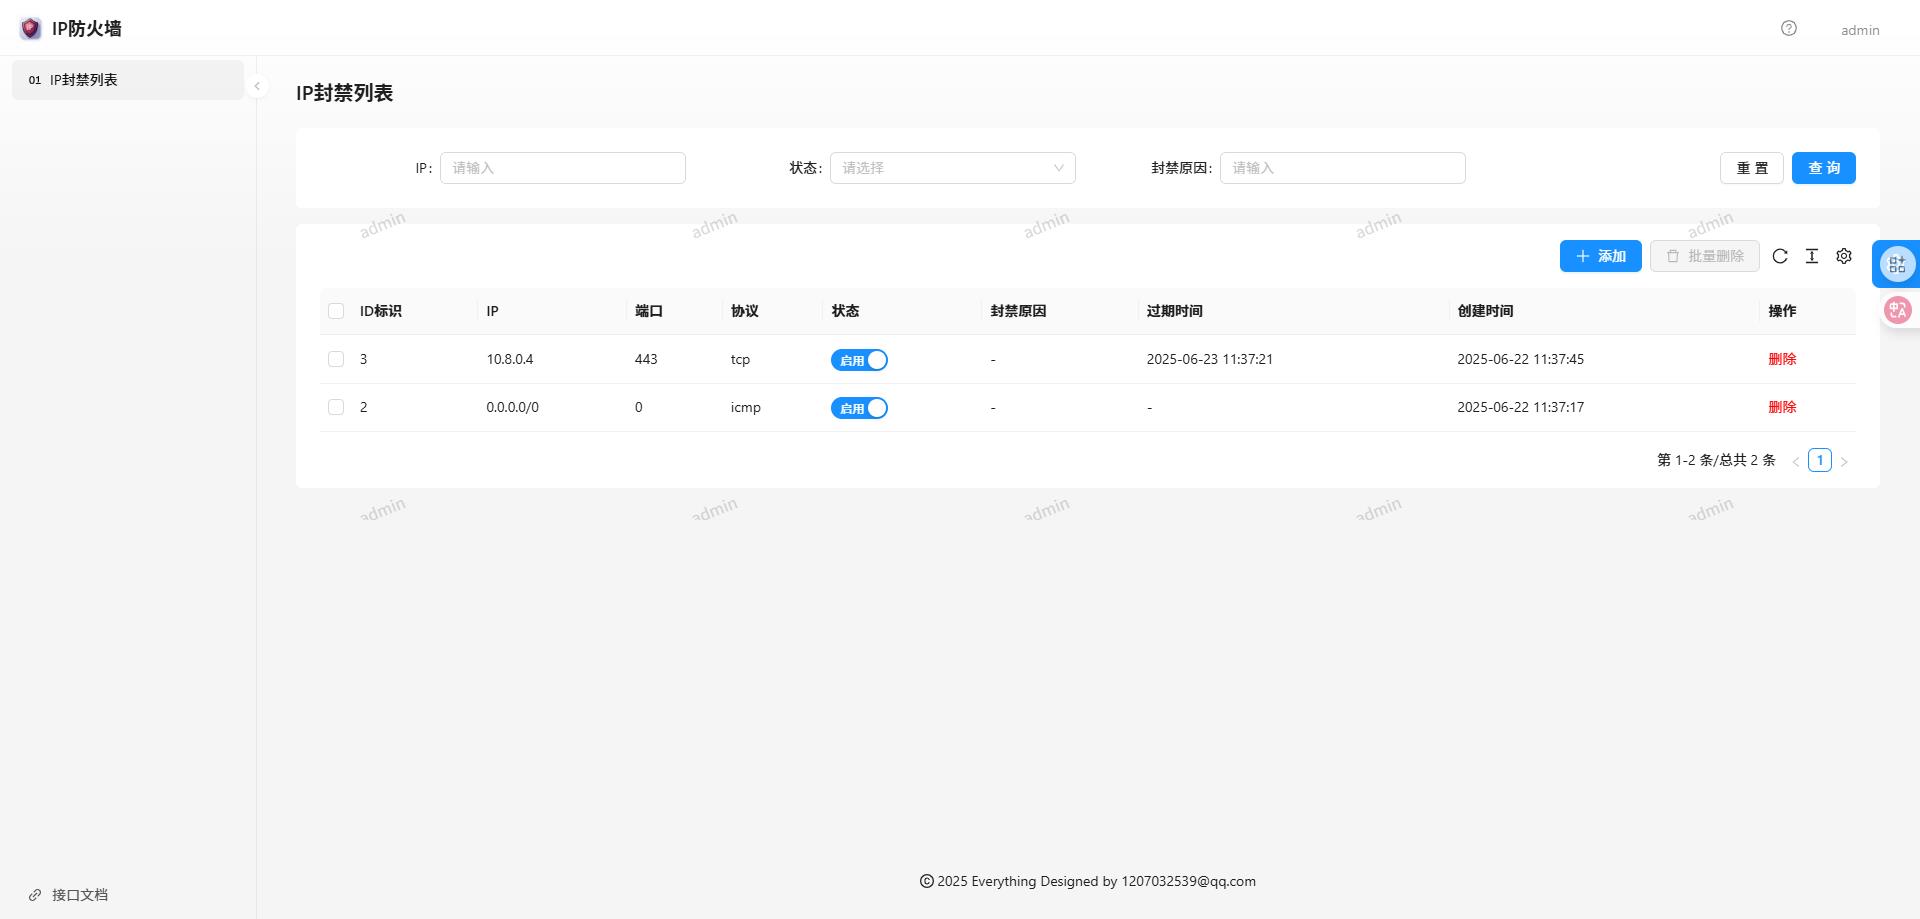 IP防火墙
admin
01 IP封禁列表
IP封禁列表
IP: 请输入 状态: 请选择 封禁原因: 请输入 重 置 查 询
admin admin admin admin admin
添加 批量删除
ID标识 IP 端口 协议 状态 封禁原因 过期时间 创建时间 操作
3 10.8.0.4 443 tcp 启用 - 2025-06-23 11:37:21 2025-06-22 11:37:45 删除
2 0.0.0.0/0 0 icmp 启用 - - 2025-06-22 11:37:17 删除
第 1-2 条/总共 2 条 < 1 >
admin admin admin admin admin
© 2025 Everything Designed by 1207032539@qq.com
接口文档